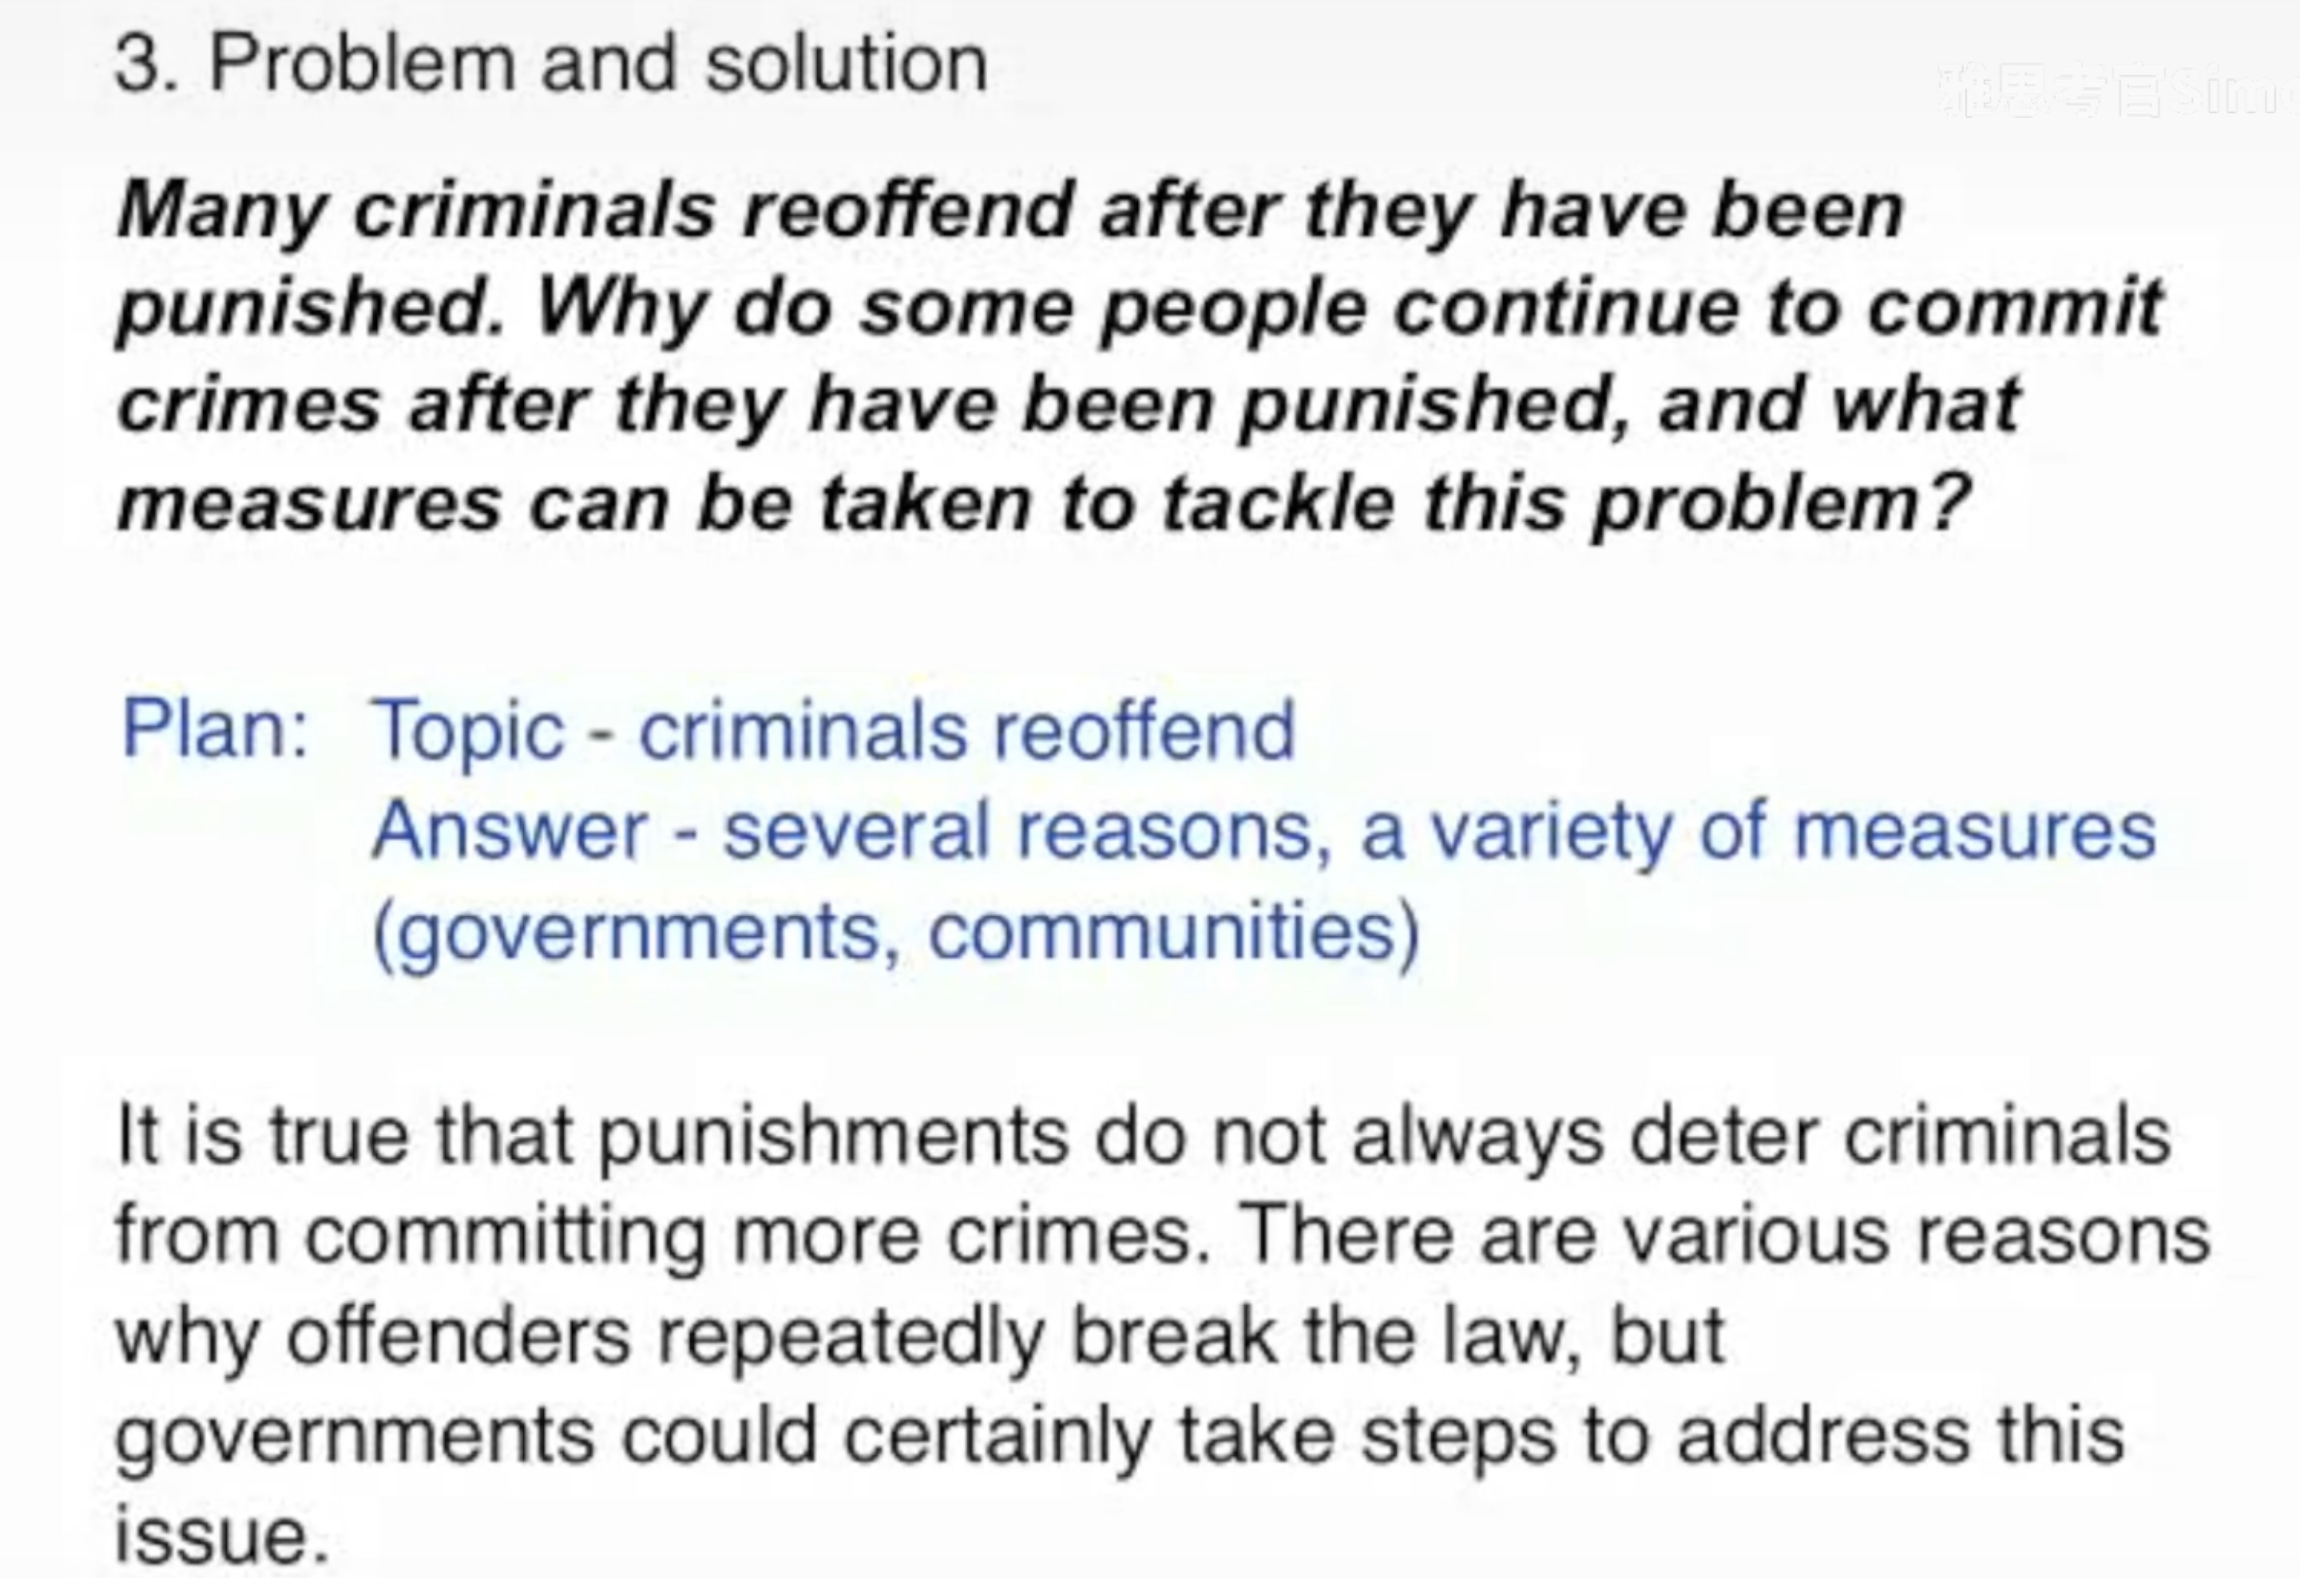 3. Problem and solution
雅思考官Sim
Many criminals reoffend after they have been
punished. Why do some people continue to commit
crimes after they have been punished, and what
measures can be taken to tackle this problem?
Plan: Topic - criminals reoffend
Answer - several reasons, a variety of measures
(governments, communities)
It is true that punishments do not always deter criminals
from committing more crimes. There are various reasons
why offenders repeatedly break the law, but
governments could certainly take steps to address this
issue.